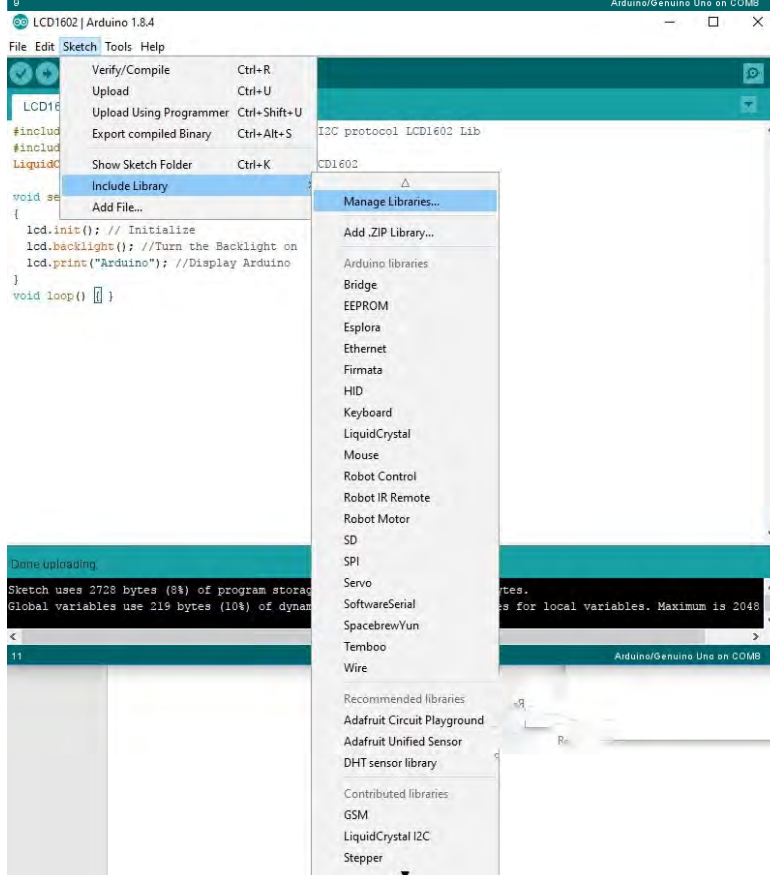 9
Arduino/Genuino Uno on COM8
LCD1602 | Arduino 1.8.4
File Edit Sketch Tools Help
Verify/Compile Ctrl+R
Upload Ctrl+U
Upload Using Programmer Ctrl+Shift+U
Export compiled Binary Ctrl+Alt+S
Show Sketch Folder Ctrl+K
Include Library
Add File...
LCD16
#includ I2C protocol LCD1602 Lib
#includ
LiquidC CD1602
void se
{
lcd.init(); // Initialize
lcd.backlight(); //Turn the Backlight on
lcd.print("Arduino"); //Display Arduino
}
void loop() { }
Manage Libraries...
Add .ZIP Library...
Arduino libraries
Bridge
EEPROM
Esplora
Ethernet
Firmata
HID
Keyboard
LiquidCrystal
Mouse
Robot Control
Robot IR Remote
Robot Motor
SD
SPI
Servo
SoftwareSerial
SpacebrewYun
Temboo
Wire
Recommended libraries
Adafruit Circuit Playground
Adafruit Unified Sensor
DHT sensor library
Contributed libraries
GSM
LiquidCrystal I2C
Stepper
Done uploading.
Sketch uses 2728 bytes (8%) of program storag ytes.
Global variables use 219 bytes (10%) of dynam es for local variables. Maximum is 2048
11
Arduino/Genuino Uno on COM8